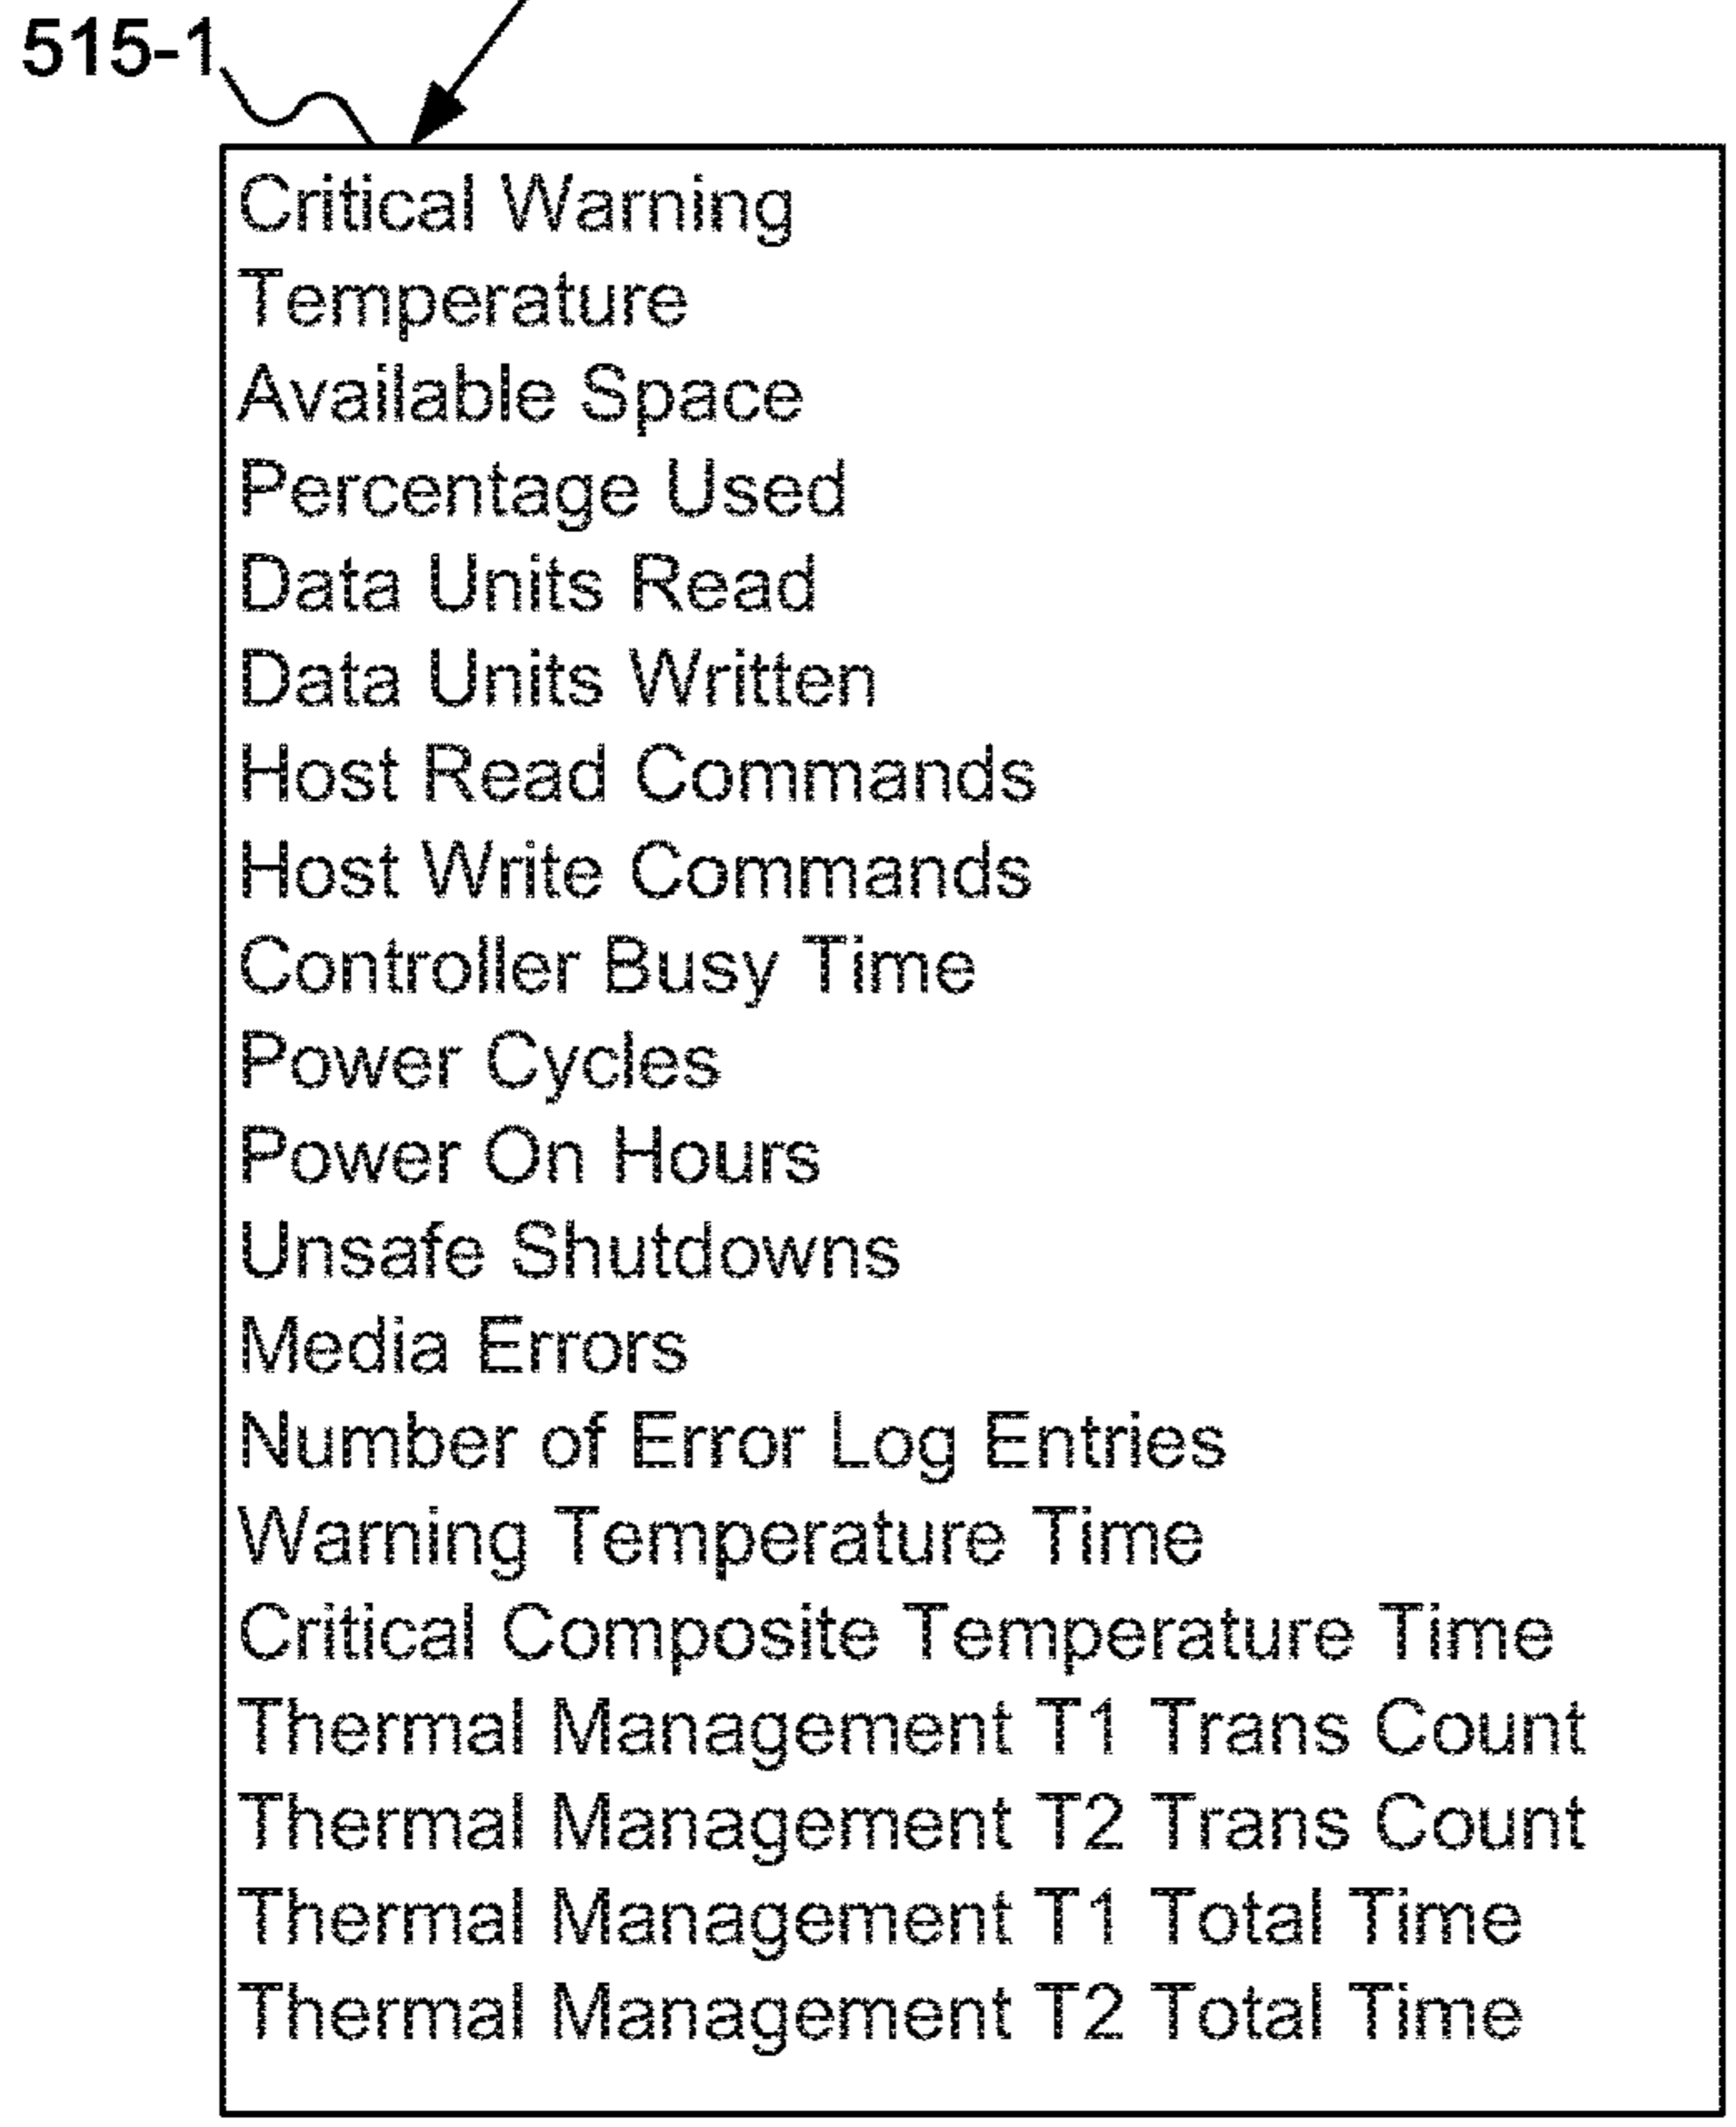 515-1
Critical Warning
Temperature
Available Space
Percentage Used
Data Units Read
Data Units Written
Host Read Commands
Host Write Commands
Controller Busy Time
Power Cycles
Power On Hours
Unsafe Shutdowns
Media Errors
Number of Error Log Entries
Warning Temperature Time
Critical Composite Temperature Time
Thermal Management T1 Trans Count
Thermal Management T2 Trans Count
Thermal Management T1 Total Time
Thermal Management T2 Total Time